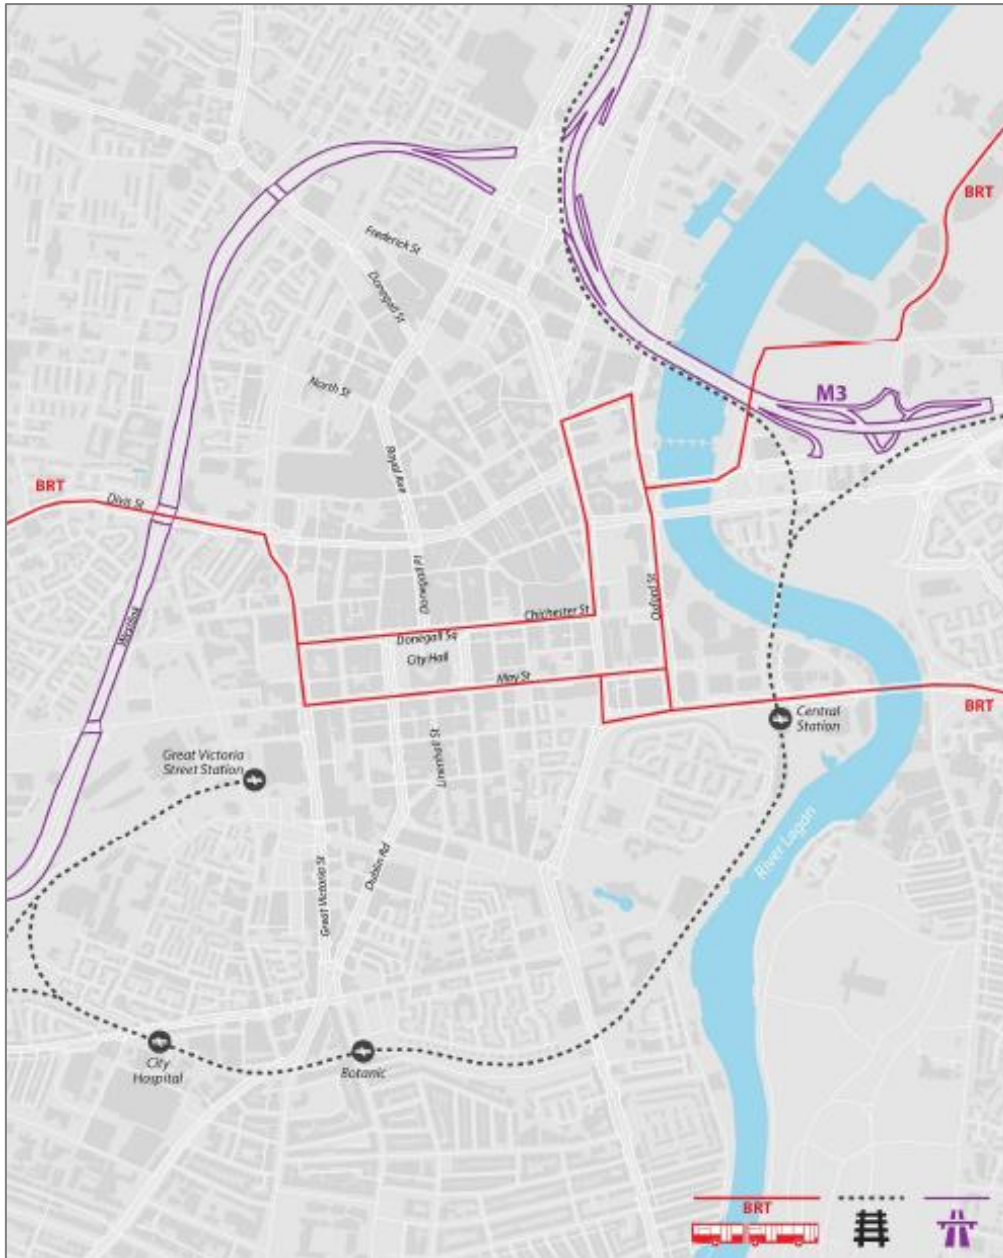 BRT
Frederick St
Donegall St
North St
M3
Royal Ave
BRT
Divis St
Donegall Pl
Oxford St
Chichester St
Westlink
Donegall Sq
City Hall
May St
BRT
Central
Station
Great Victoria
Street Station
Linenhall St
River Lagan
Dublin Rd
Great Victoria St
City
Hospital
Botanic
BRT